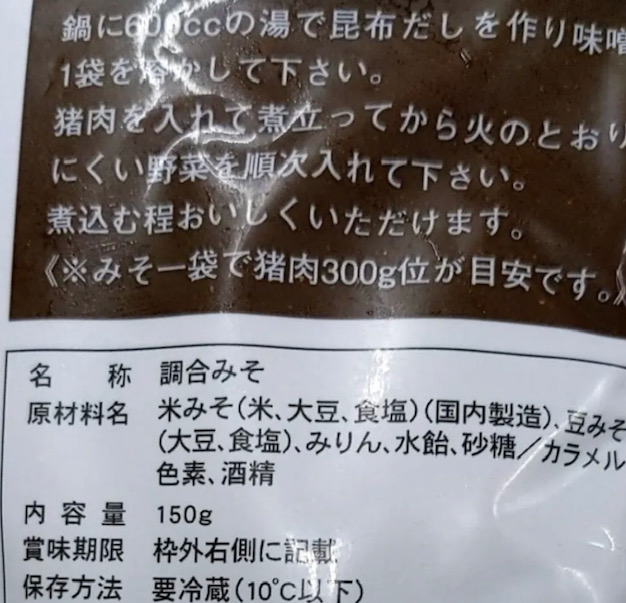 鍋に600ccの湯で昆布だしを作り味噌
1袋を溶かして下さい。
猪肉を入れて煮立ってから火のとおり
にくい野菜を順次入れて下さい。
煮込む程おいしくいただけます。
《※みそ一袋で猪肉300g位が目安です。》
名 称 調合みそ
原材料名 米みそ(米、大豆、食塩)(国内製造)、豆みそ
(大豆、食塩)、みりん、水飴、砂糖／カラメル
色素、酒精
内容量 150g
賞味期限 枠外右側に記載
保存方法 要冷蔵(10℃以下)